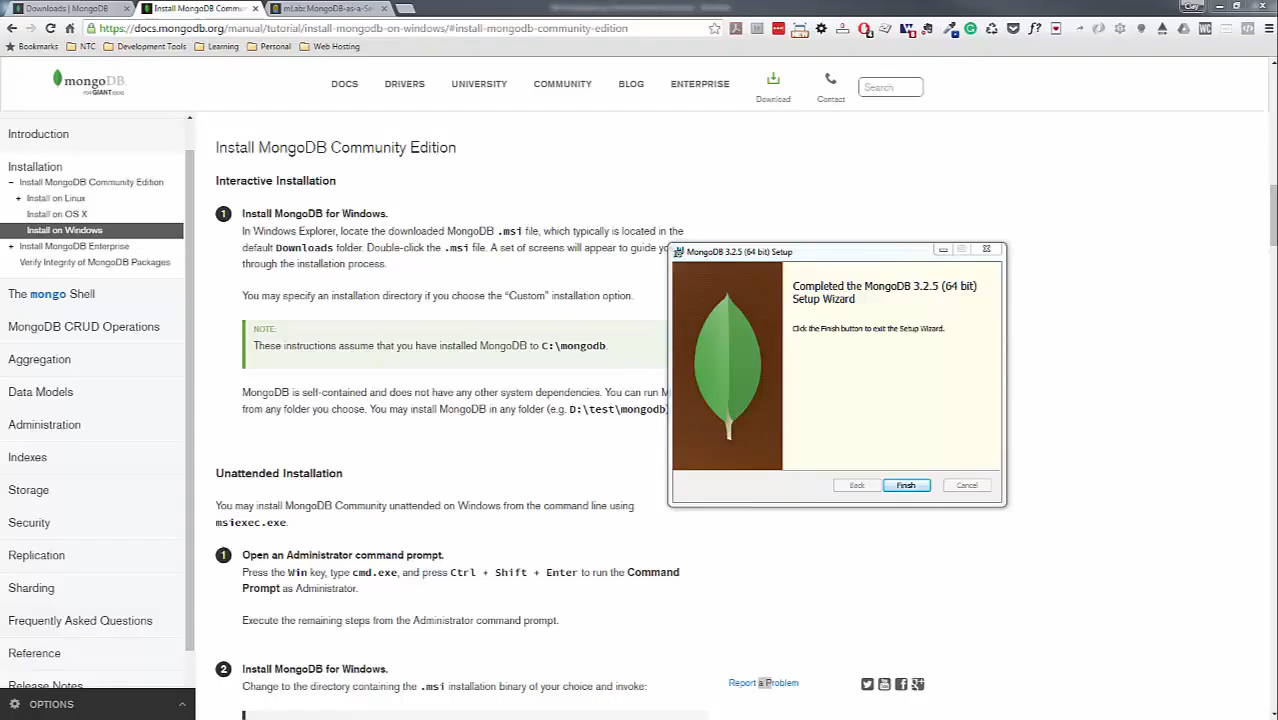 Downloads | MongoDB
Install MongoDB Commun
mLab: MongoDB-as-a-Se
Clay
https://docs.mongodb.org/manual/tutorial/install-mongodb-on-windows/#install-mongodb-community-edition
Bookmarks NTC Development Tools Learning Personal Web Hosting
mongoDB
FOR GIANT IDEAS
DOCS DRIVERS UNIVERSITY COMMUNITY BLOG ENTERPRISE
Download
Contact
Search
Introduction
Installation
− Install MongoDB Community Edition
+ Install on Linux
Install on OS X
Install on Windows
+ Install MongoDB Enterprise
Verify Integrity of MongoDB Packages
The mongo Shell
MongoDB CRUD Operations
Aggregation
Data Models
Administration
Indexes
Storage
Security
Replication
Sharding
Frequently Asked Questions
Reference
Release Notes
OPTIONS
Install MongoDB Community Edition
Interactive Installation
1 Install MongoDB for Windows.
In Windows Explorer, locate the downloaded MongoDB .msi file, which typically is located in the
default Downloads folder. Double-click the .msi file. A set of screens will appear to guide you
through the installation process.
You may specify an installation directory if you choose the “Custom” installation option.
NOTE:
These instructions assume that you have installed MongoDB to C:\mongodb.
MongoDB is self-contained and does not have any other system dependencies. You can run M
from any folder you choose. You may install MongoDB in any folder (e.g. D:\test\mongodb)
Unattended Installation
You may install MongoDB Community unattended on Windows from the command line using
msiexec.exe.
1 Open an Administrator command prompt.
Press the Win key, type cmd.exe, and press Ctrl + Shift + Enter to run the Command
Prompt as Administrator.
Execute the remaining steps from the Administrator command prompt.
2 Install MongoDB for Windows.
Change to the directory containing the .msi installation binary of your choice and invoke:
MongoDB 3.2.5 (64 bit) Setup
Completed the MongoDB 3.2.5 (64 bit)
Setup Wizard
Click the Finish button to exit the Setup Wizard.
Back Finish Cancel
Report a Problem